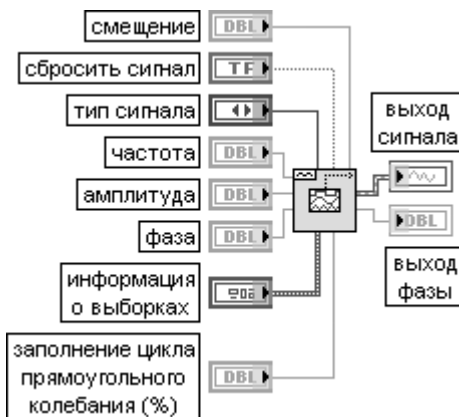 смещение
DBL
сбросить сигнал
TF
тип сигнала
частота
DBL
амплитуда
DBL
фаза
DBL
информация
о выборках
заполнение цикла
прямоугольного
колебания (%)
DBL
выход
сигнала
DBL
выход
фазы